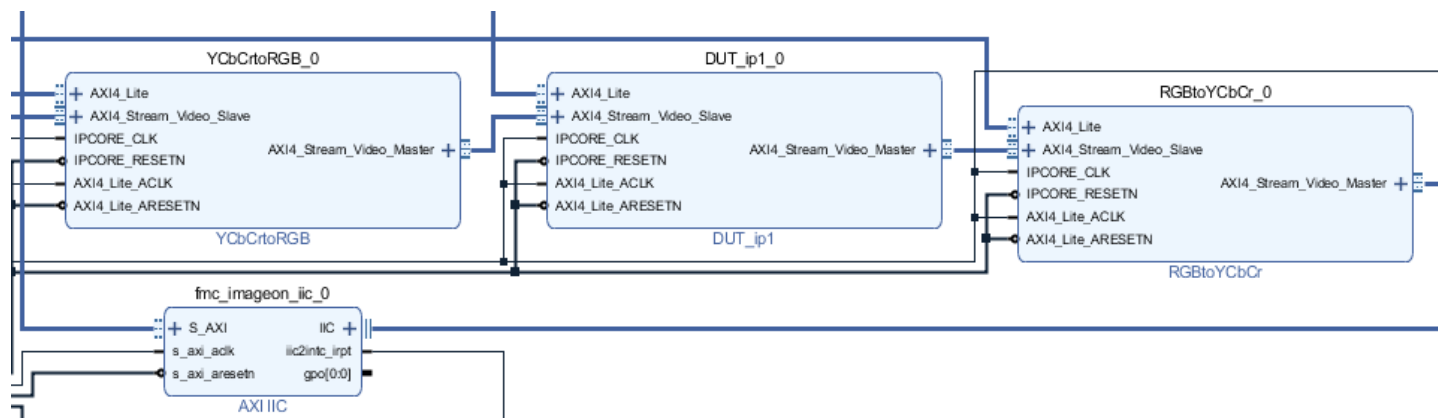 YCbCrtoRGB_0
AXI4_Lite
AXI4_Stream_Video_Slave
IPCORE_CLK
AXI4_Stream_Video_Master
IPCORE_RESETN
AXI4_Lite_ACLK
AXI4_Lite_ARESETN
YCbCrtoRGB
DUT_ip1_0
AXI4_Lite
AXI4_Stream_Video_Slave
IPCORE_CLK
AXI4_Stream_Video_Master
IPCORE_RESETN
AXI4_Lite_ACLK
AXI4_Lite_ARESETN
DUT_ip1
RGBtoYCbCr_0
AXI4_Lite
AXI4_Stream_Video_Slave
IPCORE_CLK
AXI4_Stream_Video_Master
IPCORE_RESETN
AXI4_Lite_ACLK
AXI4_Lite_ARESETN
RGBtoYCbCr
fmc_imageon_iic_0
S_AXI IIC
s_axi_aclk iic2intc_irpt
s_axi_aresetn gpo[0:0]
AXI IIC